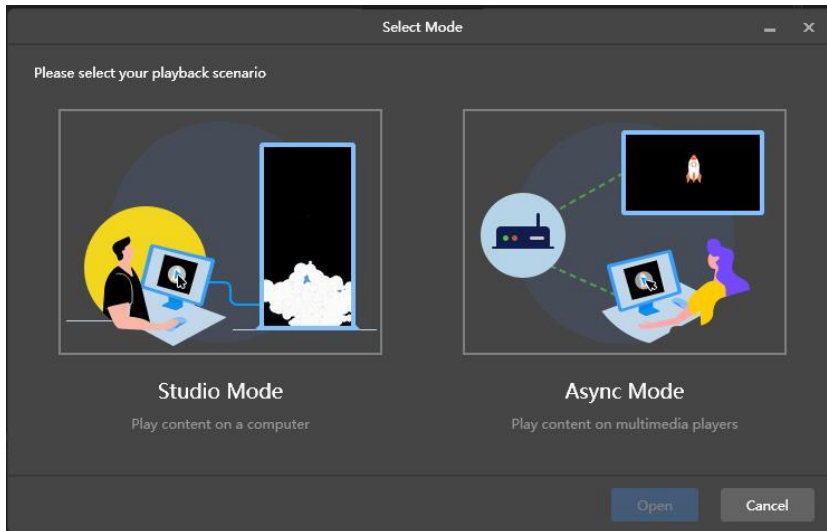 Select Mode
Please select your playback scenario
Studio Mode
Async Mode
Play content on a computer
Play content on multimedia players
Open
Cancel